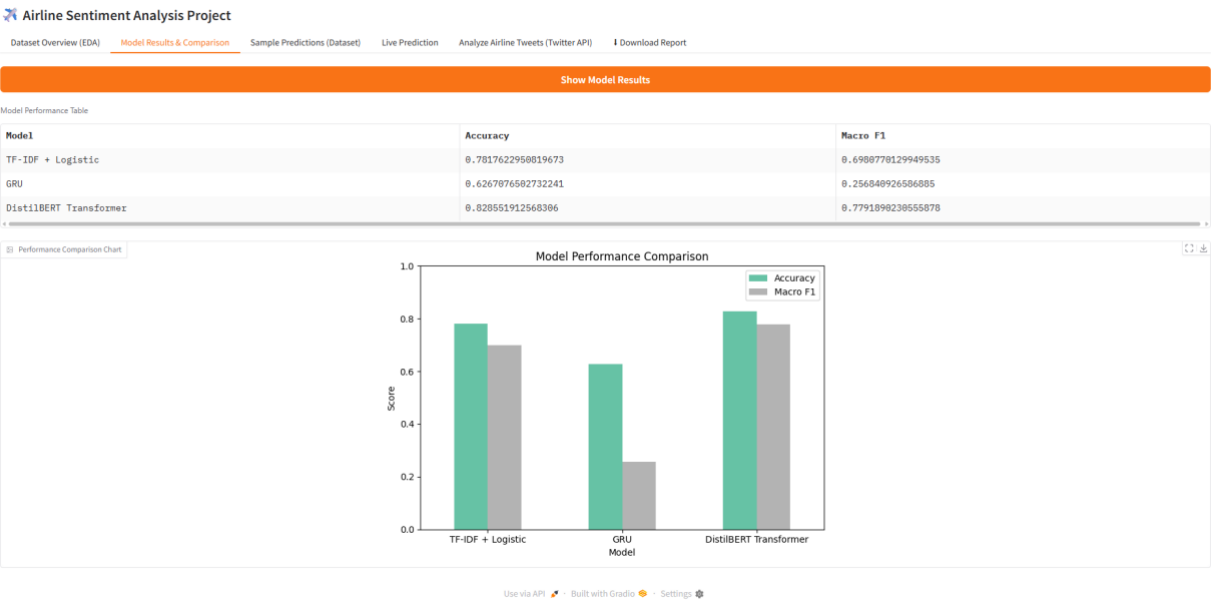 Airline Sentiment Analysis Project
Dataset Overview (EDA) Model Results & Comparison Sample Predictions (Dataset) Live Prediction Analyze Airline Tweets (Twitter API) ⬇ Download Report
Show Model Results
Model Performance Table
Model Accuracy Macro F1
TF-IDF + Logistic 0.7817622950819673 0.6980770129949535
GRU 0.6267076502732241 0.256840926586885
DistilBERT Transformer 0.828551912568306 0.7791890230555878
Performance Comparison Chart
Model Performance Comparison
Accuracy
Macro F1
1.0
0.8
0.6
0.4
0.2
0.0
Score
TF-IDF + Logistic GRU DistilBERT Transformer
Model
Use via API · Built with Gradio · Settings